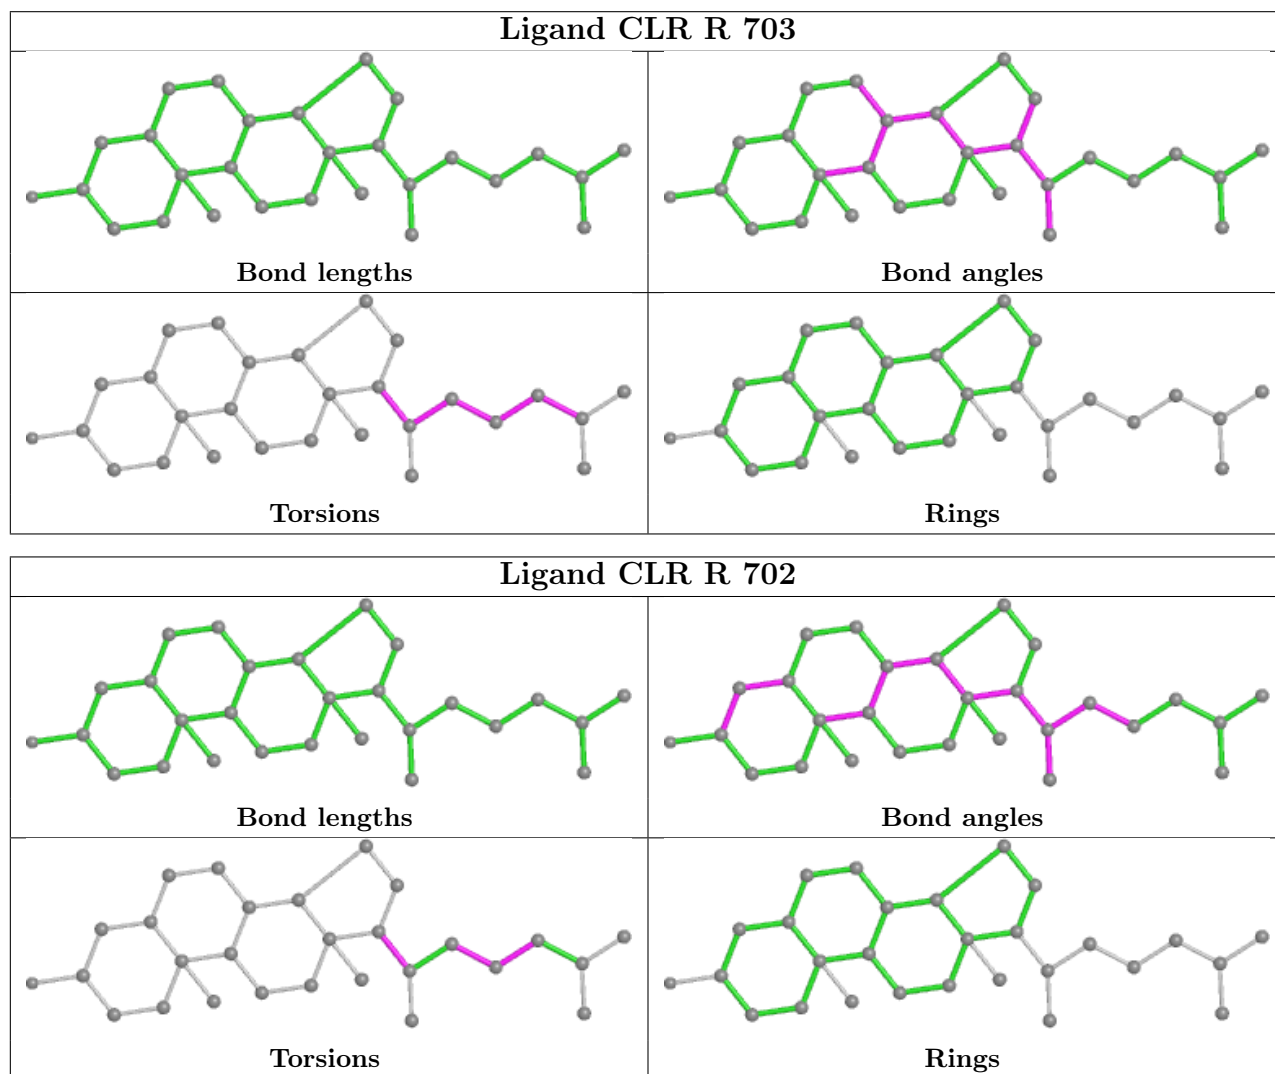 Ligand CLR R 703
Bond lengths
Bond angles
Torsions
Rings
Ligand CLR R 702
Bond lengths
Bond angles
Torsions
Rings